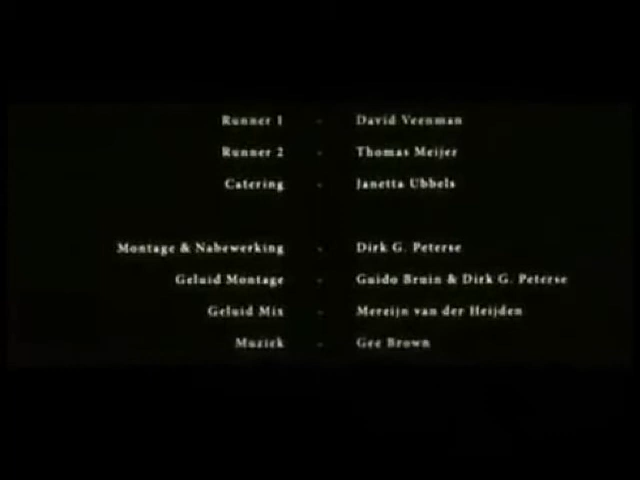 Runner 1 - David Veenman
Runner 2 - Thomas Meijer
Catering - Janetta Ubbels
Montage & Nabewerking - Dirk G. Peterse
Geluid Montage - Guido Bruin & Dirk G. Peterse
Geluid Mix - Mereijn van der Heijden
Muziek - Gee Brown